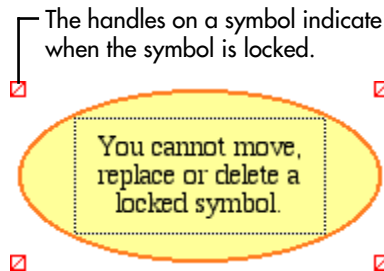 The handles on a symbol indicate
when the symbol is locked.
You cannot move,
replace or delete a
locked symbol.